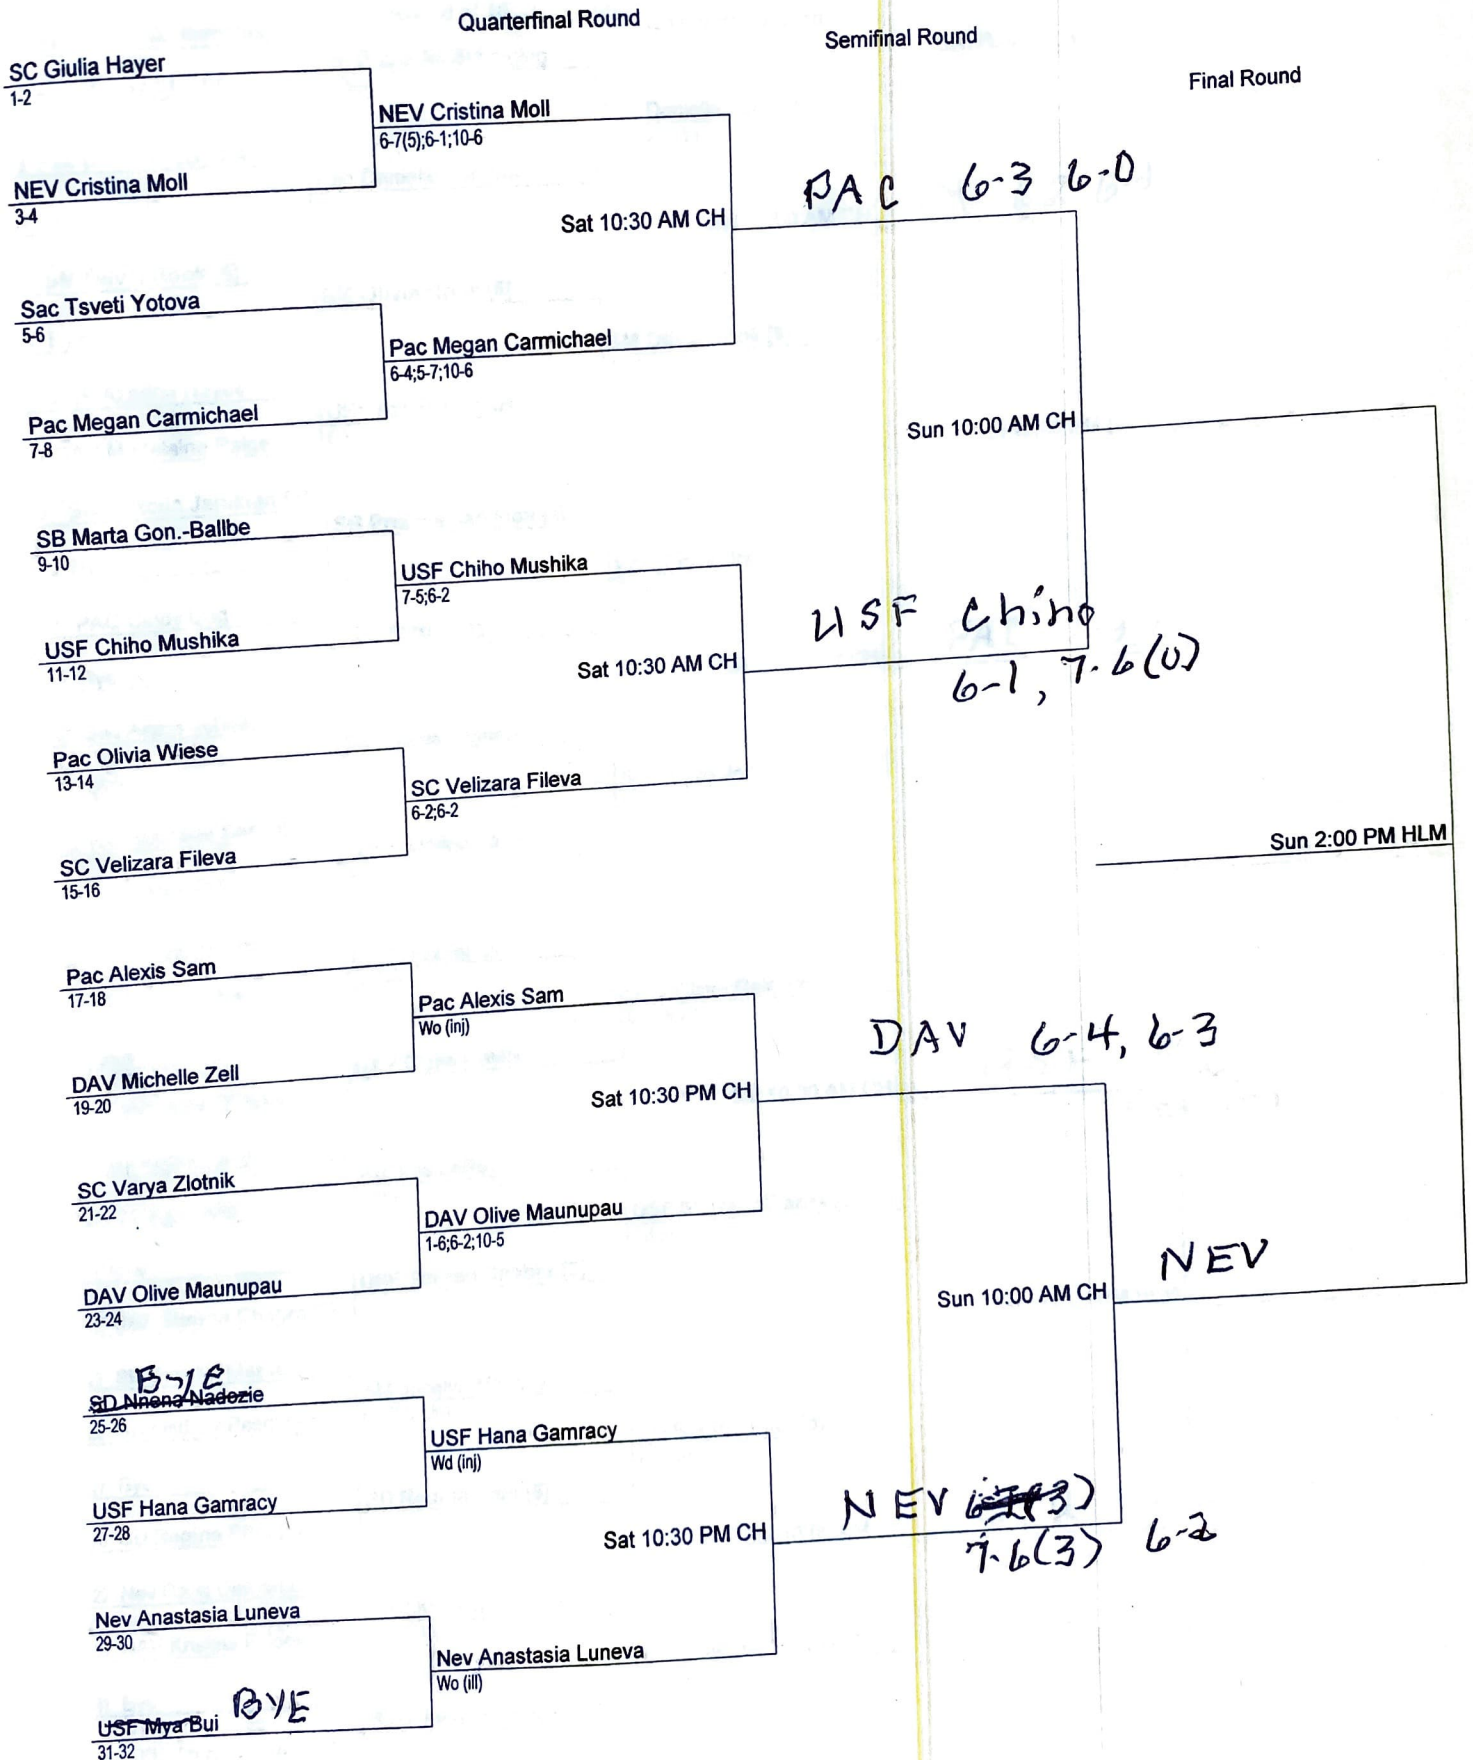 Quarterfinal Round
Semifinal Round
Final Round
SC Giulia Hayer
1-2
NEV Cristina Moll
6-7(5);6-1;10-6
NEV Cristina Moll
3-4
PAC 6-3 6-0
Sat 10:30 AM CH
Sac Tsveti Yotova
5-6
Pac Megan Carmichael
6-4;5-7;10-6
Pac Megan Carmichael
7-8
Sun 10:00 AM CH
SB Marta Gon.-Ballbe
9-10
USF Chiho Mushika
7-5;6-2
USF Chiho Mushika
11-12
USF Chiho
6-1, 7-6(0)
Sat 10:30 AM CH
Pac Olivia Wiese
13-14
SC Velizara Fileva
6-2;6-2
SC Velizara Fileva
15-16
Sun 2:00 PM HLM
Pac Alexis Sam
17-18
Pac Alexis Sam
Wo (inj)
DAV Michelle Zell
19-20
DAV 6-4, 6-3
Sat 10:30 PM CH
SC Varya Zlotnik
21-22
DAV Olive Maunupau
1-6;6-2;10-5
DAV Olive Maunupau
23-24
NEV
Sun 10:00 AM CH
BYE
SD Nnena Nadozie
25-26
USF Hana Gamracy
Wd (inj)
USF Hana Gamracy
27-28
NEV
7-6(3) 6-2
Sat 10:30 PM CH
Nev Anastasia Luneva
29-30
Nev Anastasia Luneva
Wo (ill)
USF Mya Bui BYE
31-32